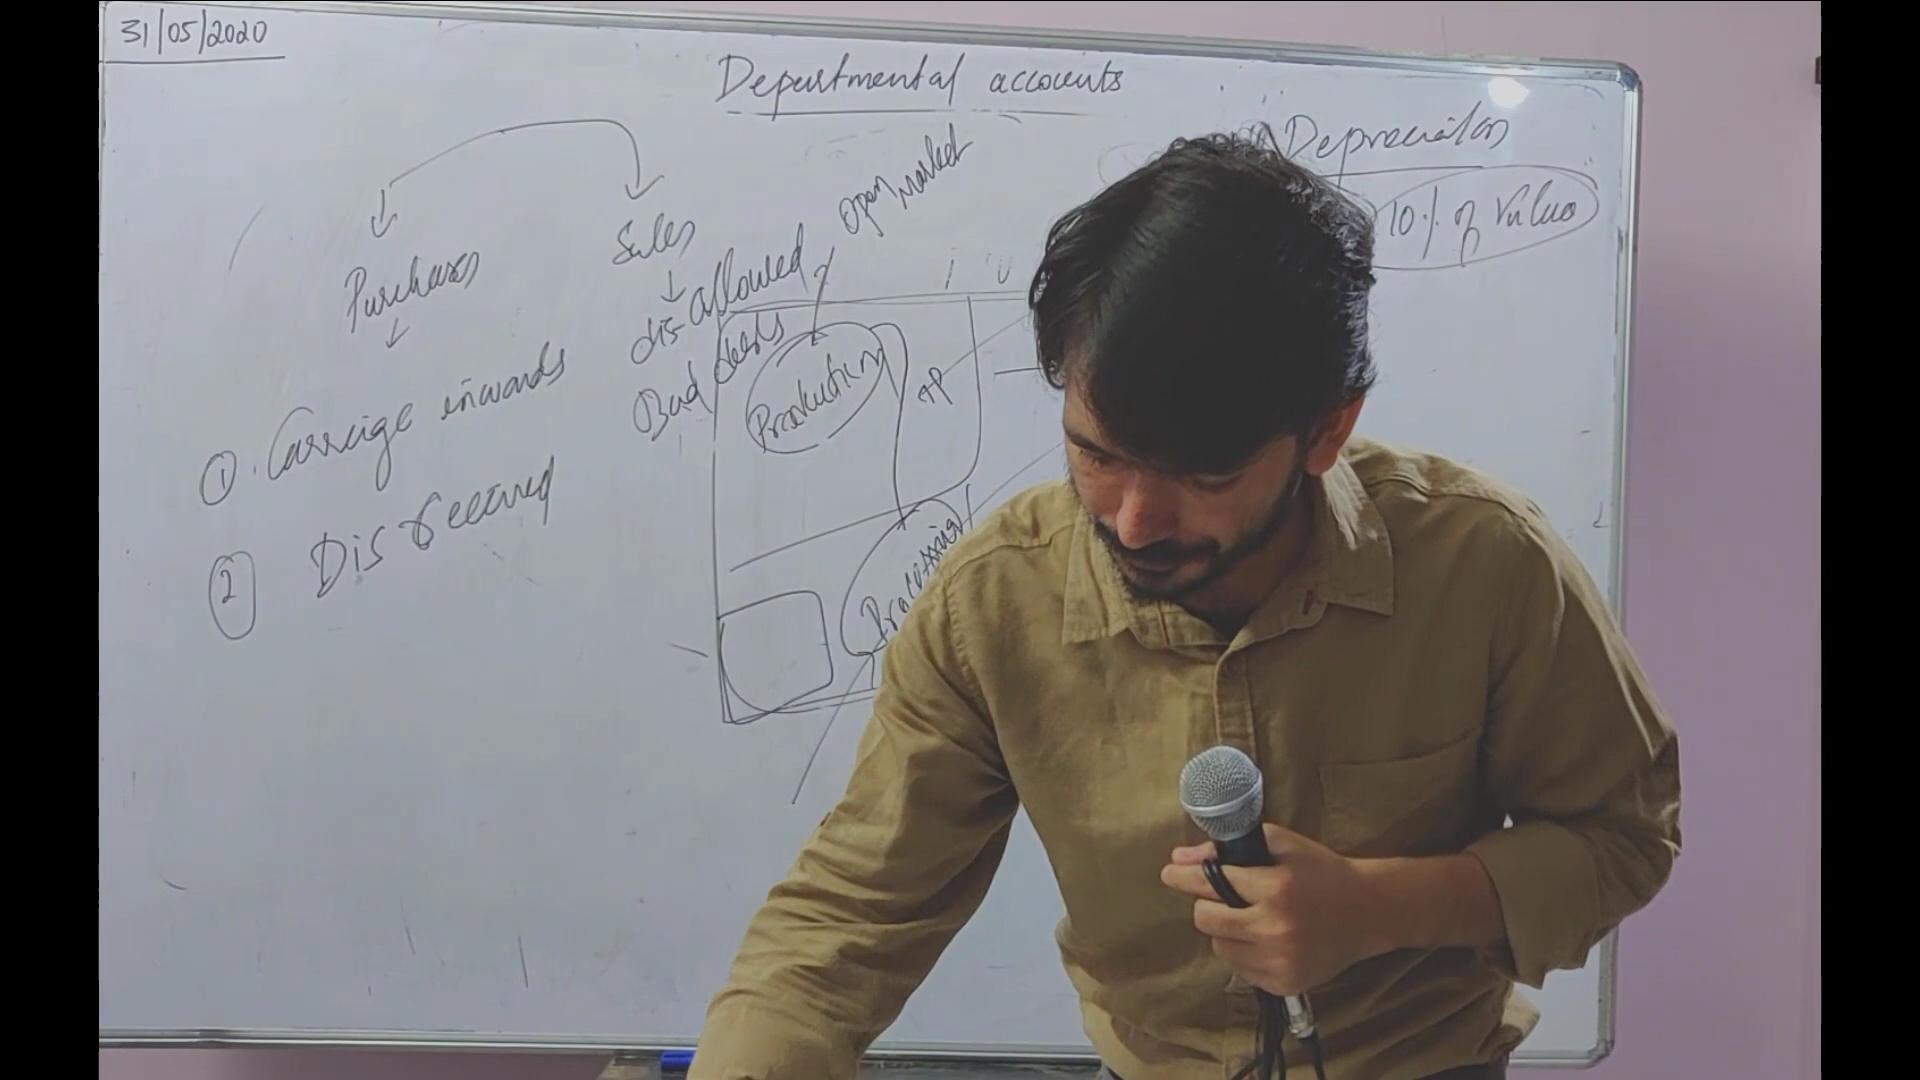 31/05/2020
Departmental accounts
Depreciation
10% of Value
Purchases
Sales
dis allowed
Bad debts
open market
1. Carriage inwards
2 Dis received
Production
Processing